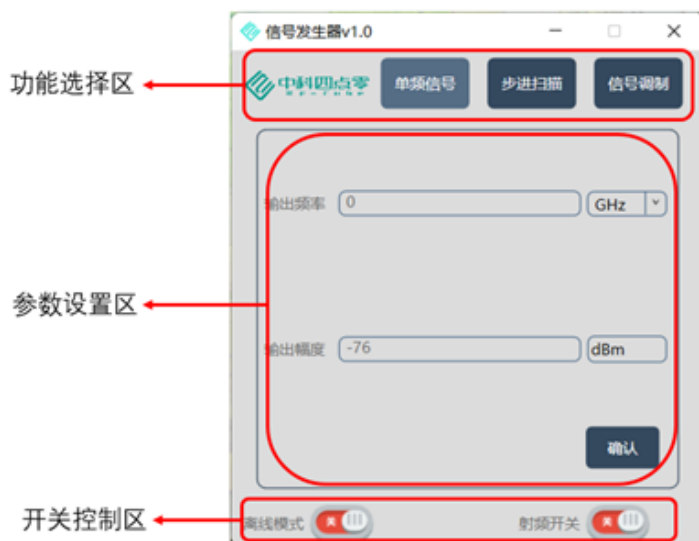 信号发生器v1.0
功能选择区
中科四点零
单频信号
步进扫描
信号调制
输出频率
0
GHz
参数设置区
输出幅度
-76
dBm
确认
开关控制区
离线模式
关
射频开关
关